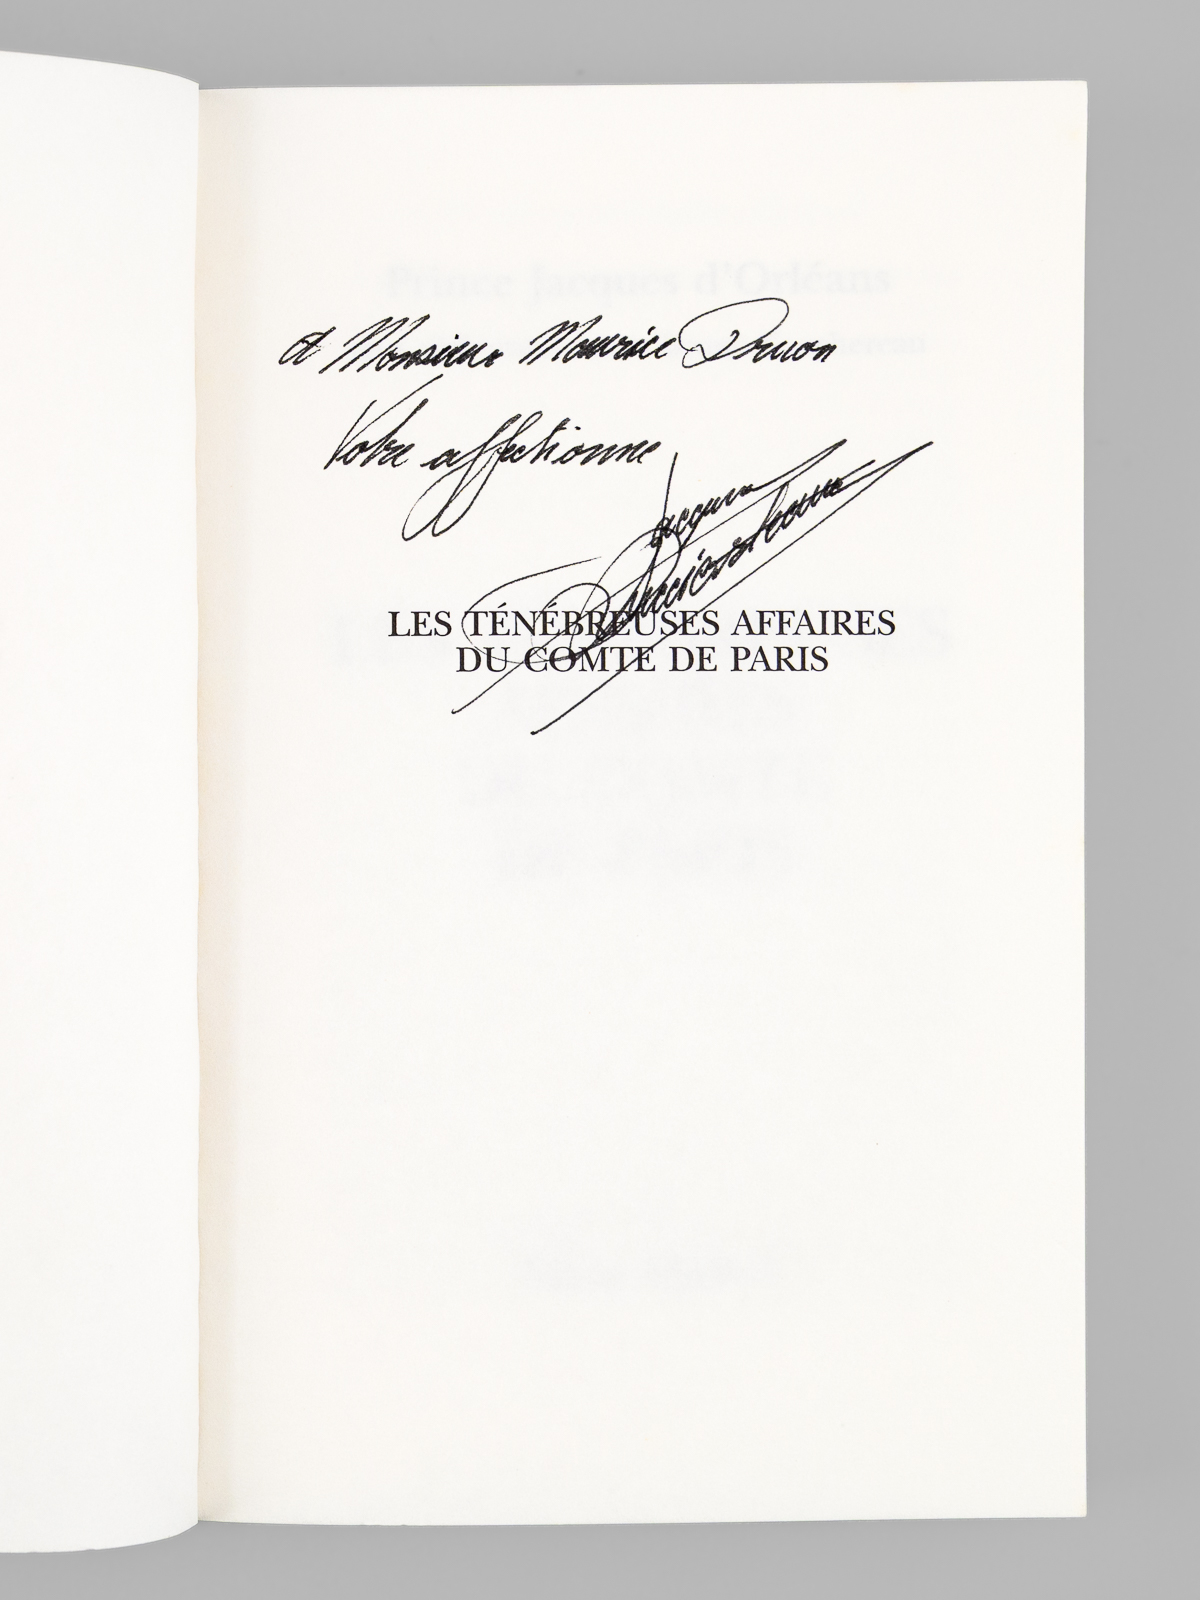 Prince Jacques d'Orléans
A Monsieur Maurice Druon
Votre affectionné
Jacques
LES TÉNÉBREUSES AFFAIRES
DU COMTE DE PARIS